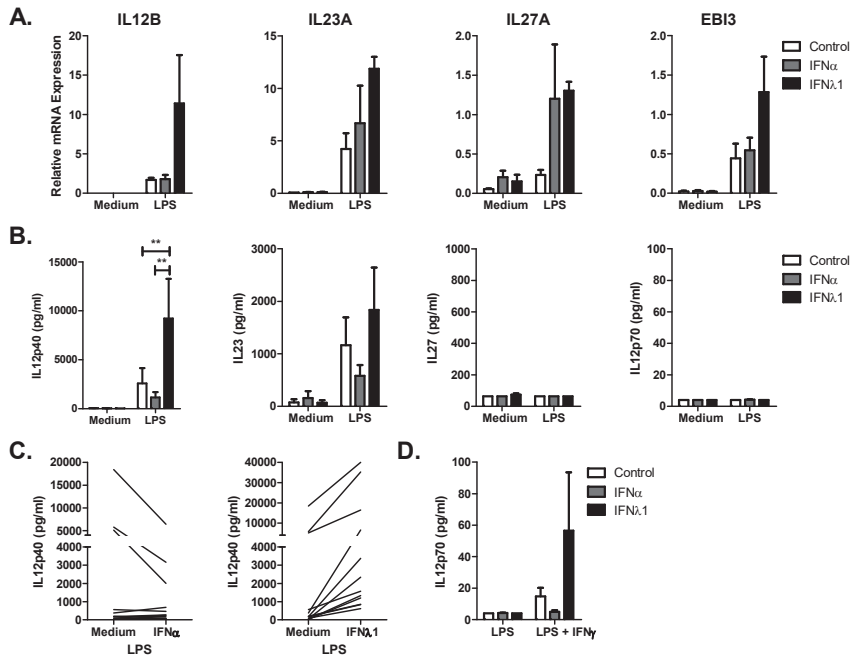 A.
IL12B
IL23A
IL27A
EBI3
Relative mRNA Expression
20
15
10
5
0
Medium LPS
15
10
5
0
Medium LPS
2.0
1.5
1.0
0.5
0.0
Medium LPS
2.0
1.5
1.0
0.5
0.0
Medium LPS
Control
IFNα
IFNλ1
B.
IL12p40 (pg/ml)
15000
10000
5000
0
**
**
Medium LPS
IL23 (pg/ml)
3000
2000
1000
0
Medium LPS
IL27 (pg/ml)
1000
800
600
400
200
0
Medium LPS
IL12p70 (pg/ml)
100
80
60
40
20
0
Medium LPS
Control
IFNα
IFNλ1
C.
IL12p40 (pg/ml)
20000
15000
10000
5000
4000
3000
2000
1000
0
Medium IFNα
LPS
IL12p40 (pg/ml)
40000
30000
20000
10000
4000
3000
2000
1000
0
Medium IFNλ1
LPS
D.
IL12p70 (pg/ml)
100
80
60
40
20
0
LPS LPS + IFNγ
Control
IFNα
IFNλ1